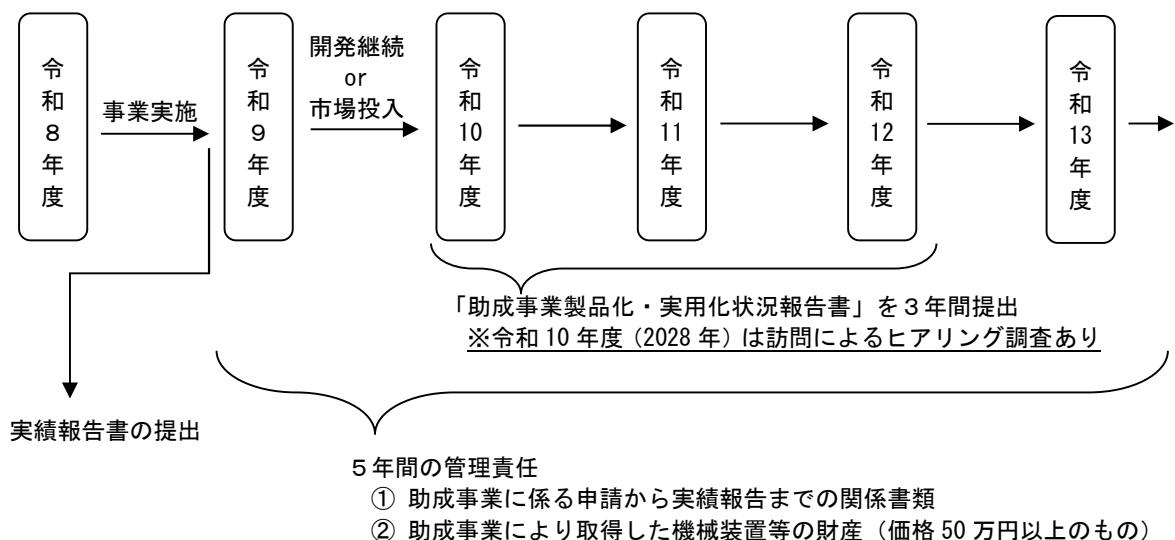 令和８年度
事業実施
令和９年度
開発継続
or
市場投入
令和10年度
令和11年度
令和12年度
令和13年度
「助成事業製品化・実用化状況報告書」を３年間提出
※令和 10 年度（2028 年）は訪問によるヒアリング調査あり
実績報告書の提出
５年間の管理責任
① 助成事業に係る申請から実績報告までの関係書類
② 助成事業により取得した機械装置等の財産（価格 50 万円以上のもの）